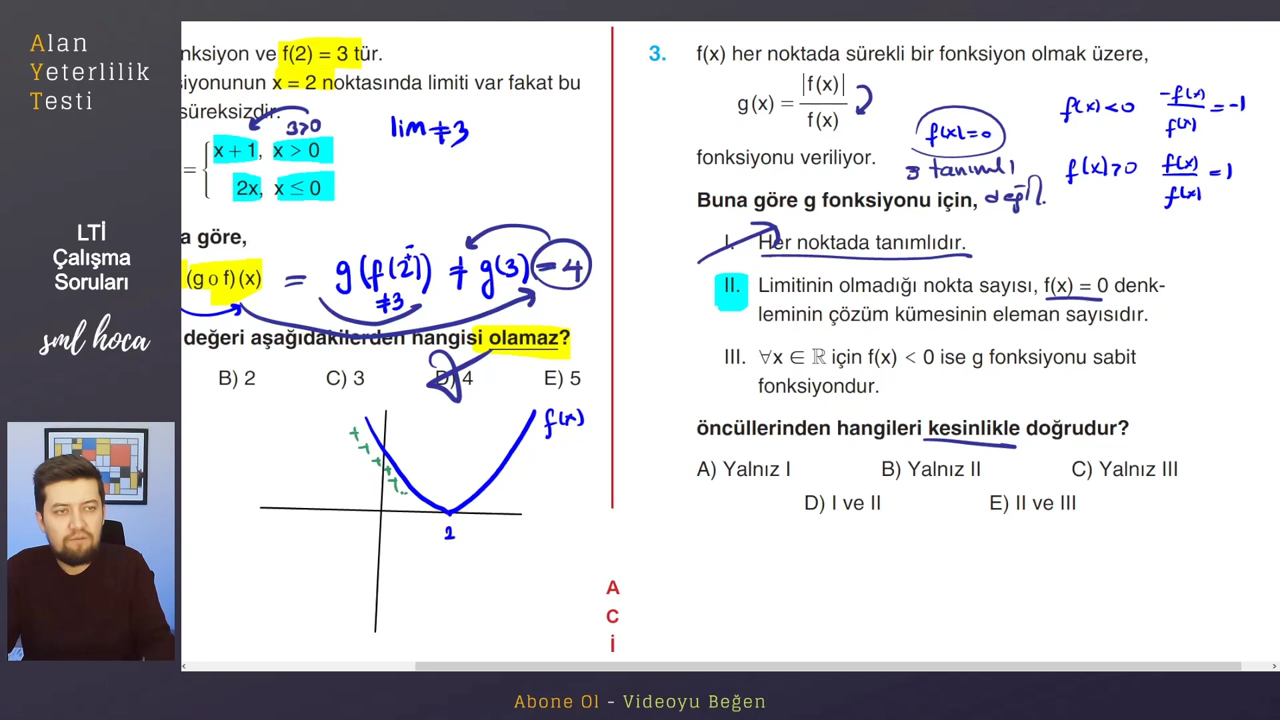 Alan
Yeterlilik
Testi
LTİ
Çalışma
Soruları
sml hoca
nksiyon ve f(2) = 3 tür.
siyonunun x = 2 noktasında limiti var fakat bu
süreksizdir.
3>0
lim ≠ 3
= { x + 1, x > 0
2x, x ≤ 0
a göre,
(g o f)(x) = g(f(2)) ≠ g(3) = 4
≠3
değeri aşağıdakilerden hangisi olamaz?
B) 2 C) 3 D) 4 E) 5
f(x)
2
3. f(x) her noktada sürekli bir fonksiyon olmak üzere,
g(x) = |f(x)| / f(x)
fonksiyonu veriliyor.
f(x)=0
tanımlı
değil.
f(x)<0 -f(x)/f(x) = -1
f(x)>0 f(x)/f(x) = 1
Buna göre g fonksiyonu için,
I. Her noktada tanımlıdır.
II. Limitinin olmadığı nokta sayısı, f(x) = 0 denk-
leminin çözüm kümesinin eleman sayısıdır.
III. ∀x ∈ ℝ için f(x) < 0 ise g fonksiyonu sabit
fonksiyondur.
öncüllerinden hangileri kesinlikle doğrudur?
A) Yalnız I B) Yalnız II C) Yalnız III
D) I ve II E) II ve III
A
C
İ
Abone Ol - Videoyu Beğen